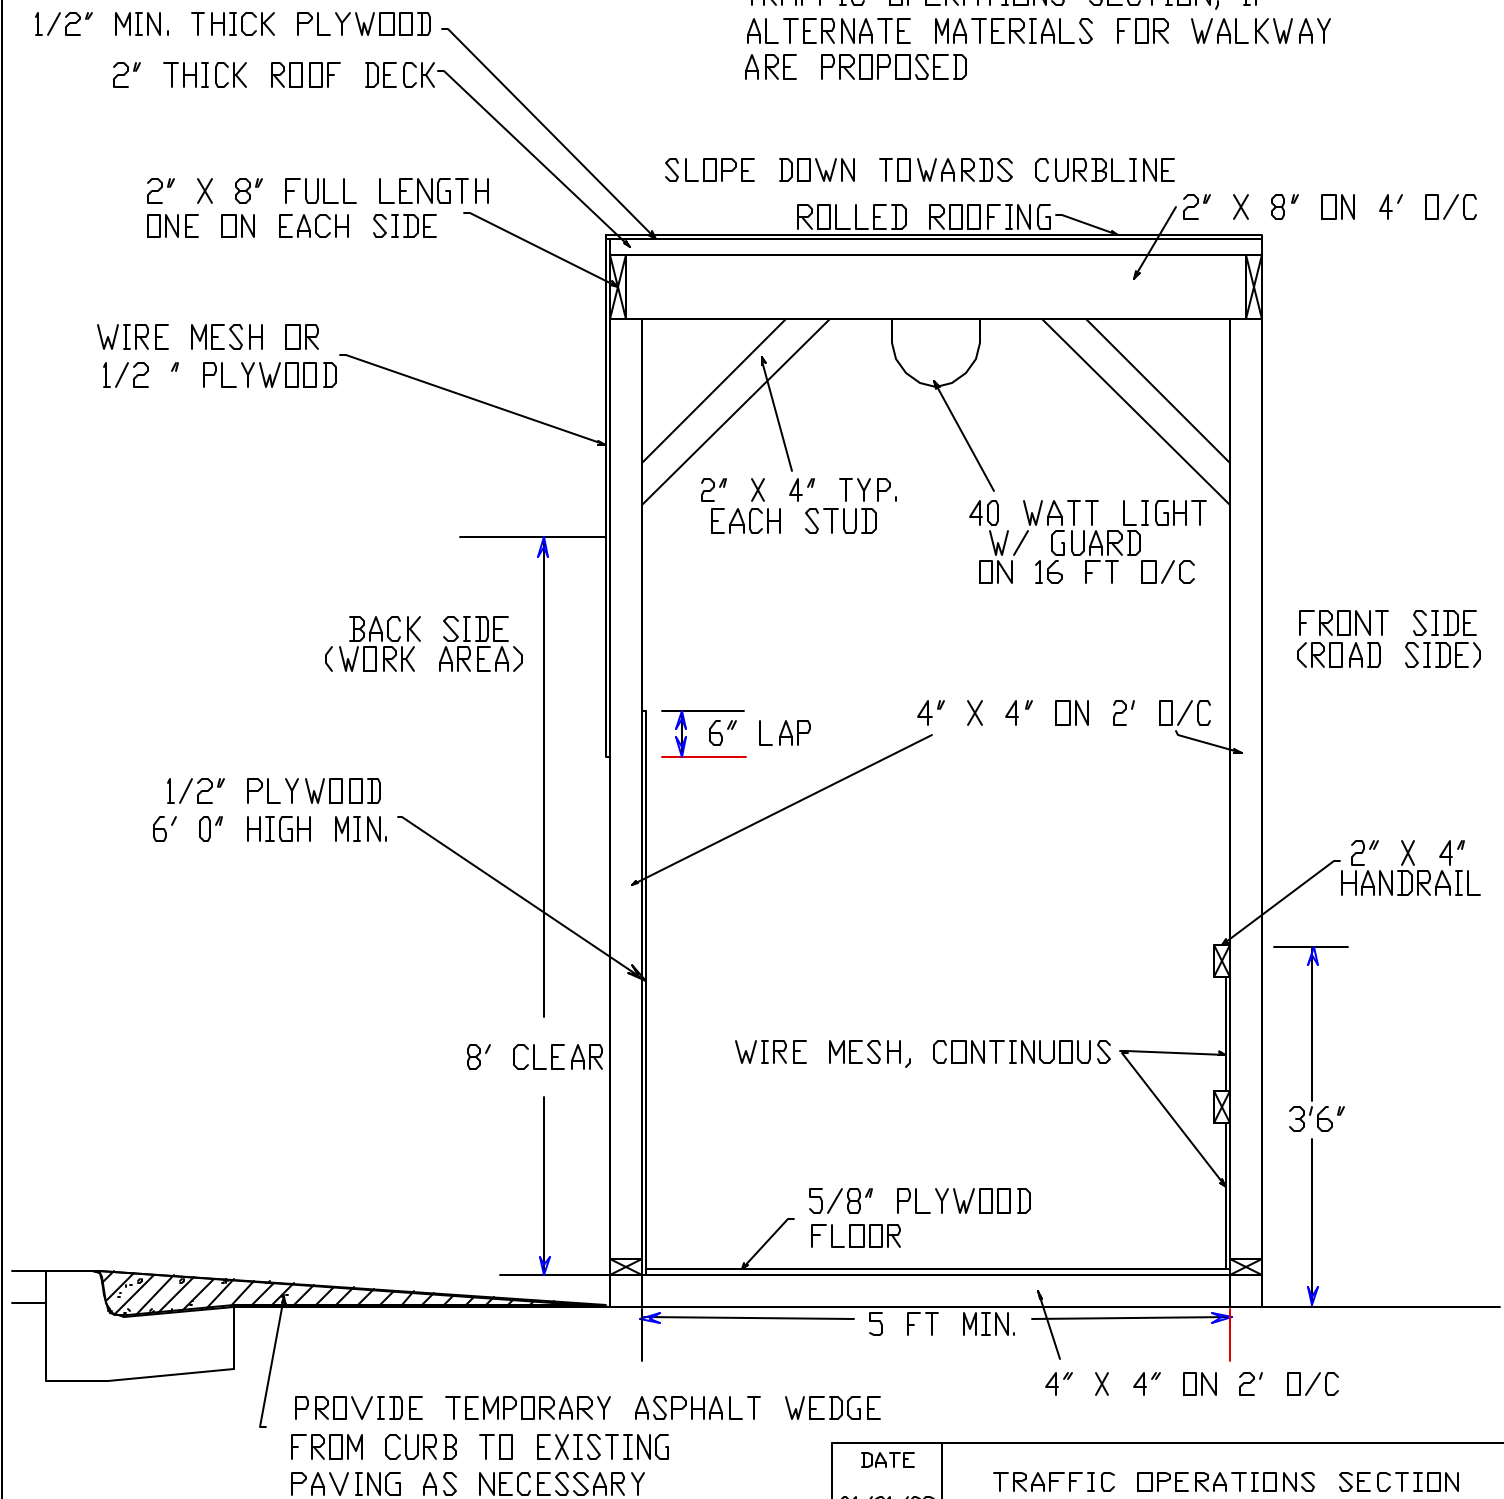 TRAFFIC OPERATIONS SECTION, IF
ALTERNATE MATERIALS FOR WALKWAY
ARE PROPOSED
1/2" MIN. THICK PLYWOOD
2" THICK ROOF DECK
2" X 8" FULL LENGTH
ONE ON EACH SIDE
SLOPE DOWN TOWARDS CURBLINE
ROLLED ROOFING
2" X 8" ON 4' O/C
WIRE MESH OR
1/2 " PLYWOOD
2" X 4" TYP.
EACH STUD
40 WATT LIGHT
W/ GUARD
ON 16 FT O/C
BACK SIDE
(WORK AREA)
FRONT SIDE
(ROAD SIDE)
4" X 4" ON 2' O/C
6" LAP
1/2" PLYWOOD
6' 0" HIGH MIN.
2" X 4"
HANDRAIL
8' CLEAR
WIRE MESH, CONTINUOUS
3'6"
5/8" PLYWOOD
FLOOR
5 FT MIN.
4" X 4" ON 2' O/C
PROVIDE TEMPORARY ASPHALT WEDGE
FROM CURB TO EXISTING
PAVING AS NECESSARY
DATE
TRAFFIC OPERATIONS SECTION